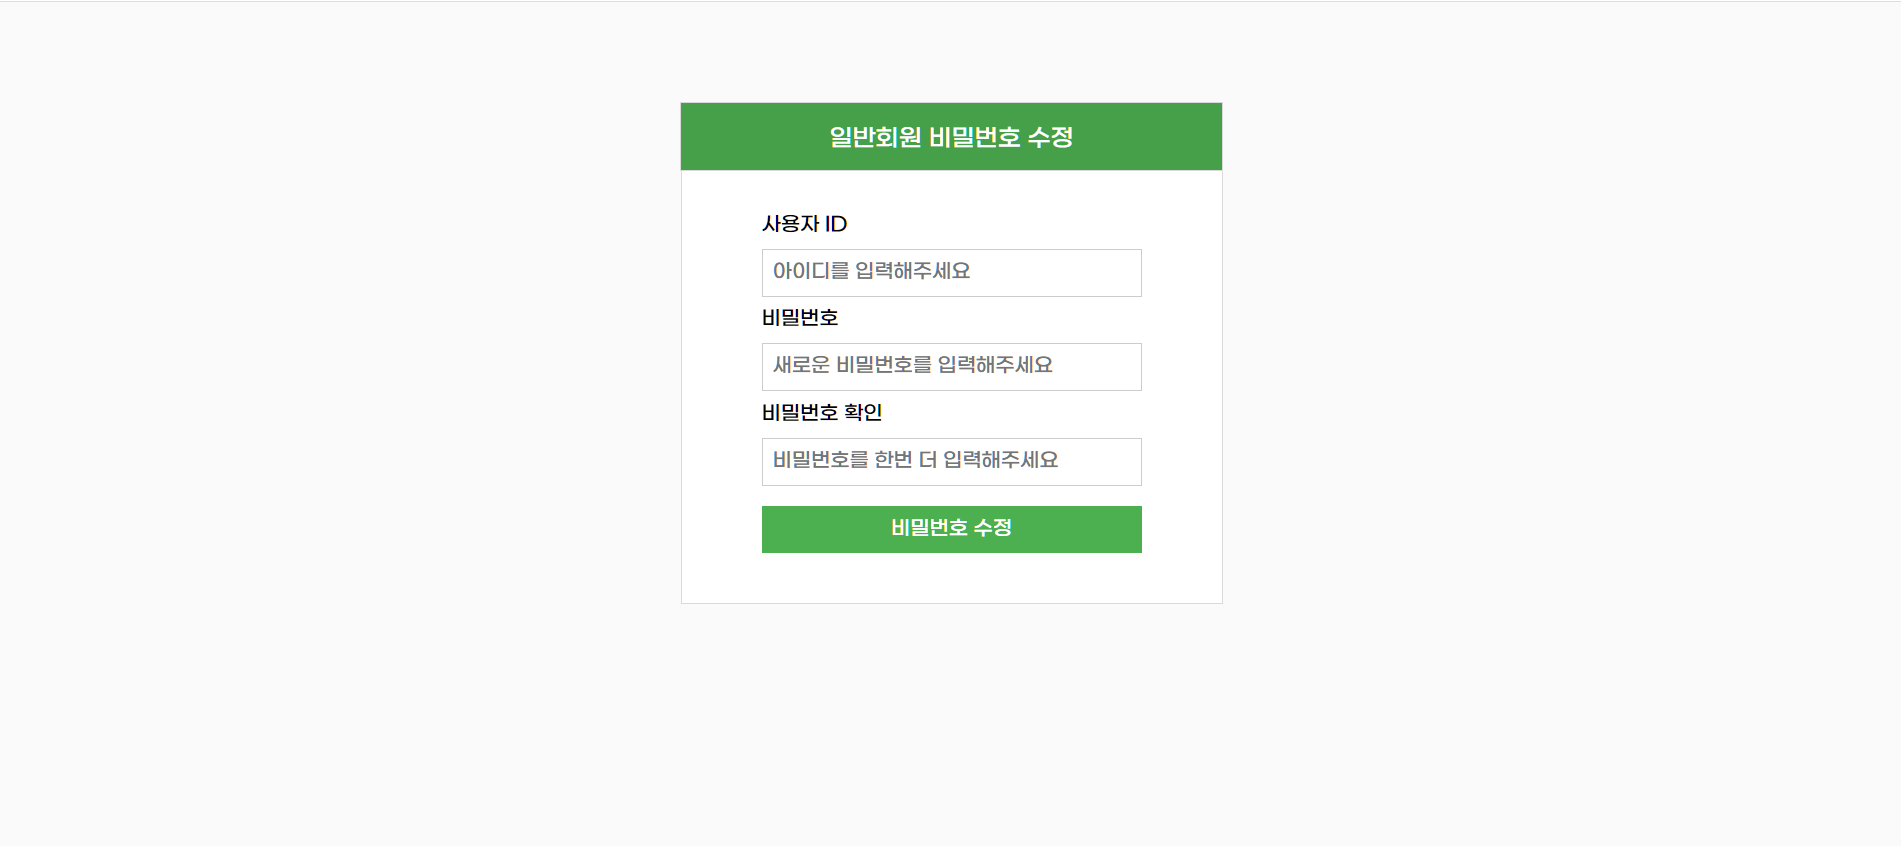 일반회원 비밀번호 수정
사용자 ID
아이디를 입력해주세요
비밀번호
새로운 비밀번호를 입력해주세요
비밀번호 확인
비밀번호를 한번 더 입력해주세요
비밀번호 수정